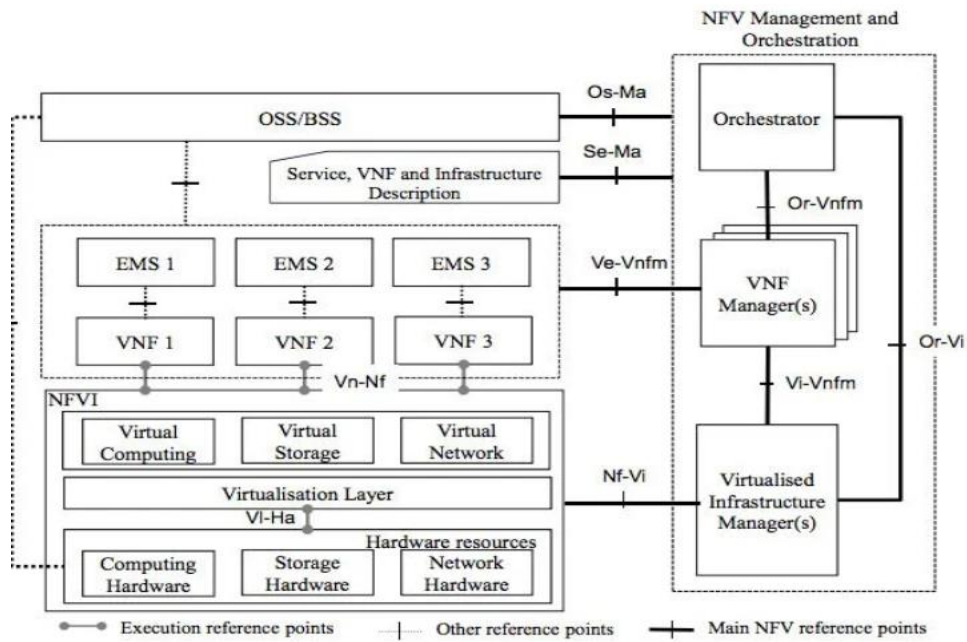 NFV Management and
Orchestration
Os-Ma
OSS/BSS
Orchestrator
Se-Ma
Service, VNF and Infrastructure
Description
Or-Vnfm
EMS 1
EMS 2
EMS 3
Ve-Vnfm
VNF
Manager(s)
VNF 1
VNF 2
VNF 3
Or-Vi
Vn-Nf
Vi-Vnfm
NFVI
Virtual
Computing
Virtual
Storage
Virtual
Network
Nf-Vi
Virtualised
Infrastructure
Manager(s)
Virtualisation Layer
Vl-Ha
Hardware resources
Computing
Hardware
Storage
Hardware
Network
Hardware
Execution reference points
Other reference points
Main NFV reference points